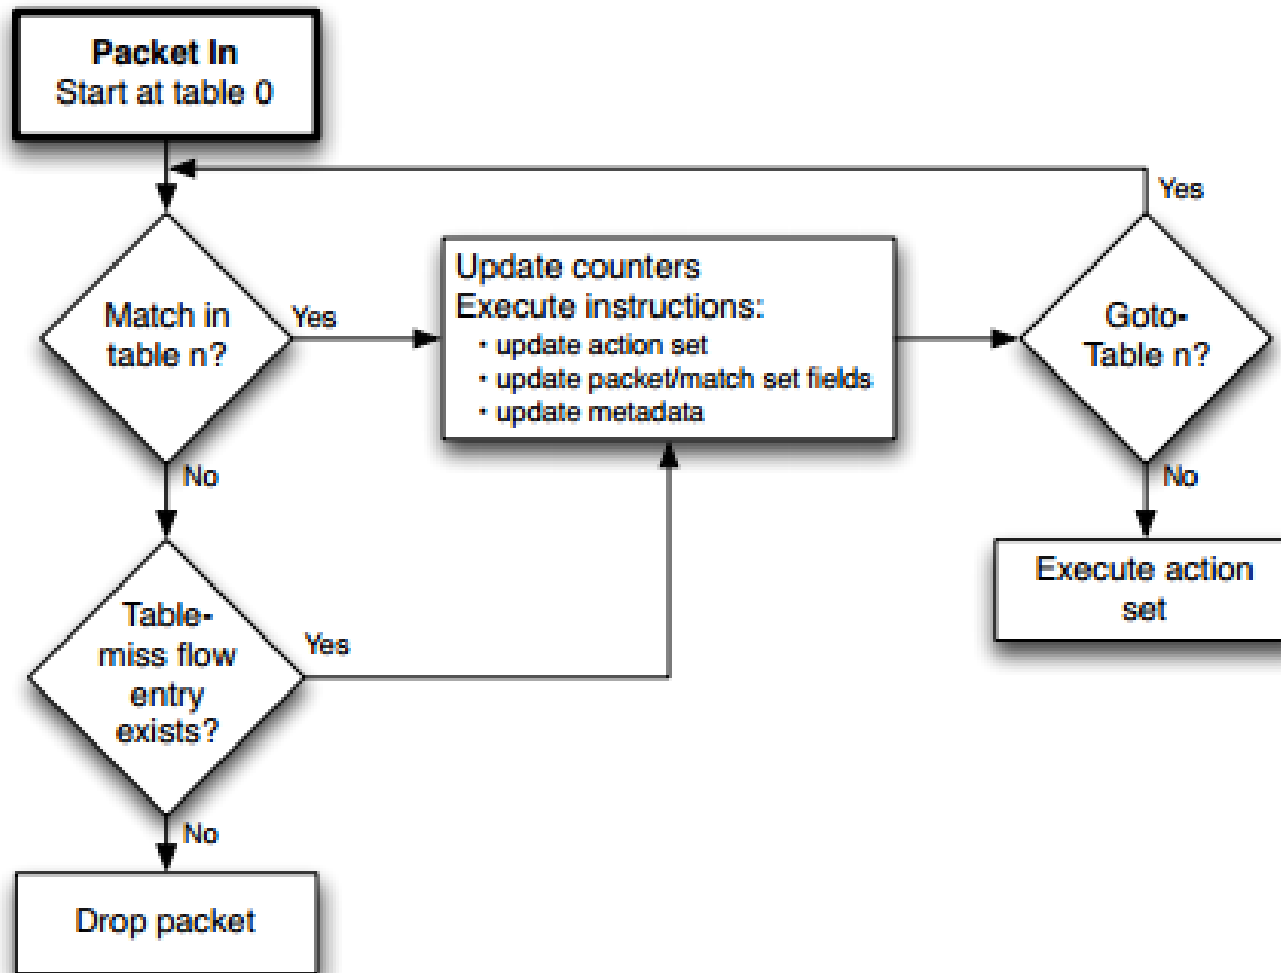 Packet In
Start at table 0
Yes
Match in
table n?
Yes
Update counters
Execute instructions:
• update action set
• update packet/match set fields
• update metadata
Goto-
Table n?
No
No
Execute action
set
Table-
miss flow
entry
exists?
Yes
No
Drop packet